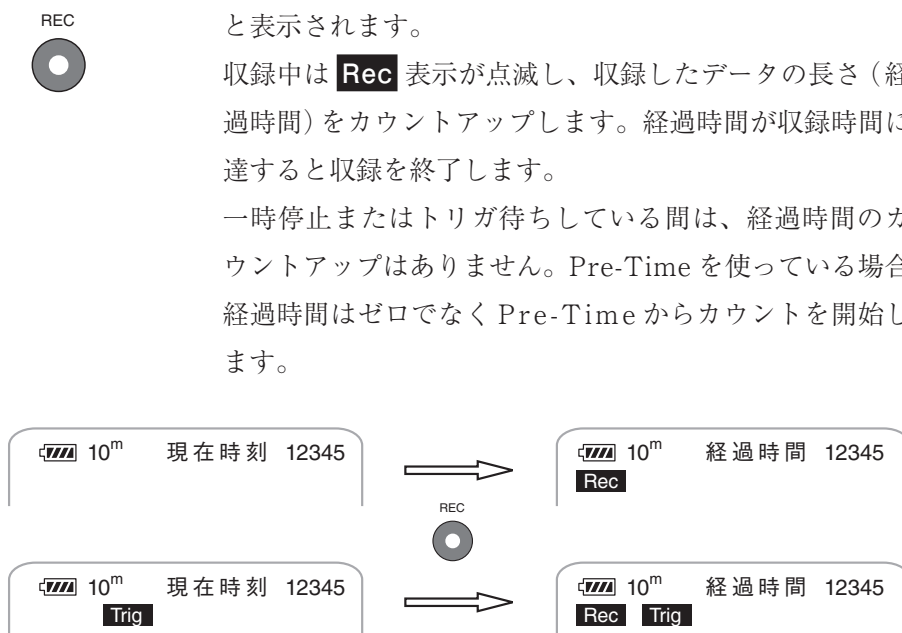 REC
と表示されます。
収録中は Rec 表示が点滅し、収録したデータの長さ（経
過時間）をカウントアップします。経過時間が収録時間に
達すると収録を終了します。
一時停止またはトリガ待ちしている間は、経過時間のカ
ウントアップはありません。Pre-Time を使っている場合
経過時間はゼロでなく Pre-Time からカウントを開始し
ます。
10m 現在時刻 12345
10m 経過時間 12345
Rec
REC
10m 現在時刻 12345
Trig
10m 経過時間 12345
Rec Trig